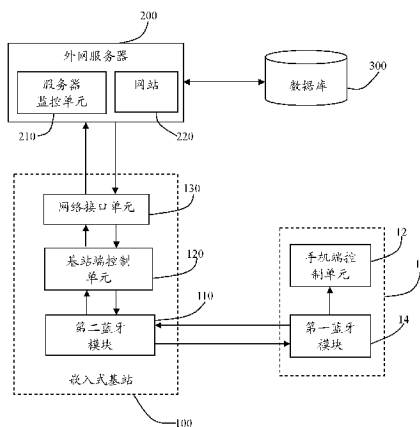 200
外网服务器
服务器
监控单元
网站
210
220
数据库
300
130
网络接口单元
120
基站端控制
单元
110
第二蓝牙
模块
嵌入式基站
100
12
手机端控
制单元
第一蓝牙
模块
14